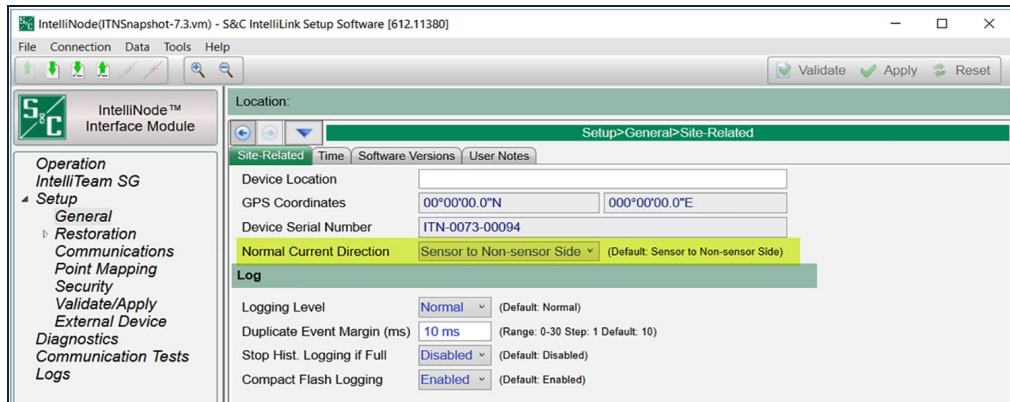 IntelliNode(ITNSnapshot-7.3.vm) - S&C IntelliLink Setup Software [612.11380]
File Connection Data Tools Help
Validate Apply Reset
S&C
IntelliNode™
Interface Module
Operation
IntelliTeam SG
Setup
General
Restoration
Communications
Point Mapping
Security
Validate/Apply
External Device
Diagnostics
Communication Tests
Logs
Location:
Setup>General>Site-Related
Site-Related Time Software Versions User Notes
Device Location
GPS Coordinates 00°00'00.0"N 000°00'00.0"E
Device Serial Number ITN-0073-00094
Normal Current Direction Sensor to Non-sensor Side (Default: Sensor to Non-sensor Side)
Log
Logging Level Normal (Default: Normal)
Duplicate Event Margin (ms) 10 ms (Range: 0-30 Step: 1 Default: 10)
Stop Hist. Logging if Full Disabled (Default: Disabled)
Compact Flash Logging Enabled (Default: Enabled)